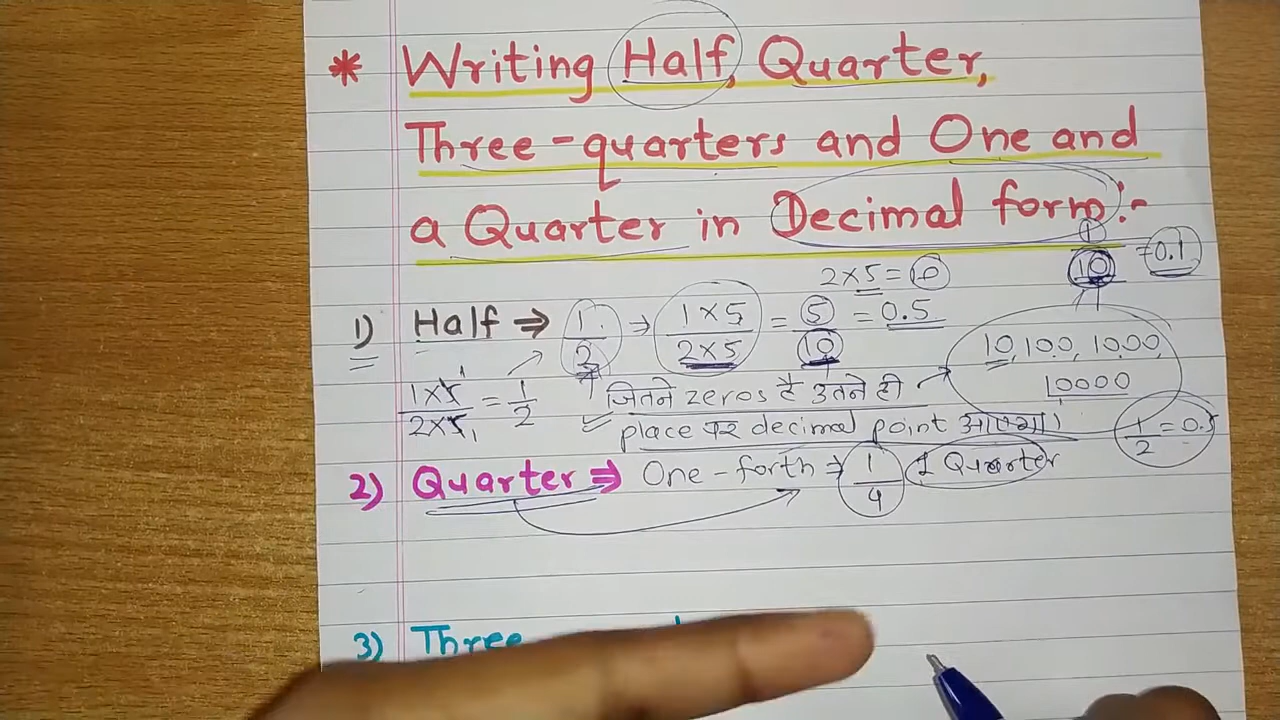 * Writing Half, Quarter,
Three-quarters and One and
a Quarter in Decimal form:-
1/10 = 0.1
2×5=10
1) Half ⇒ 1/2 ⇒ 1×5/2×5 = 5/10 = 0.5
10, 100, 1000,
10000
1×5/2×5 = 1/2
जितने zeros है उतने ही
place पर decimal point आएगा।
1/2 = 0.5
2) Quarter ⇒ One-forth ⇒ 1/4 1 Quarter
3) Three